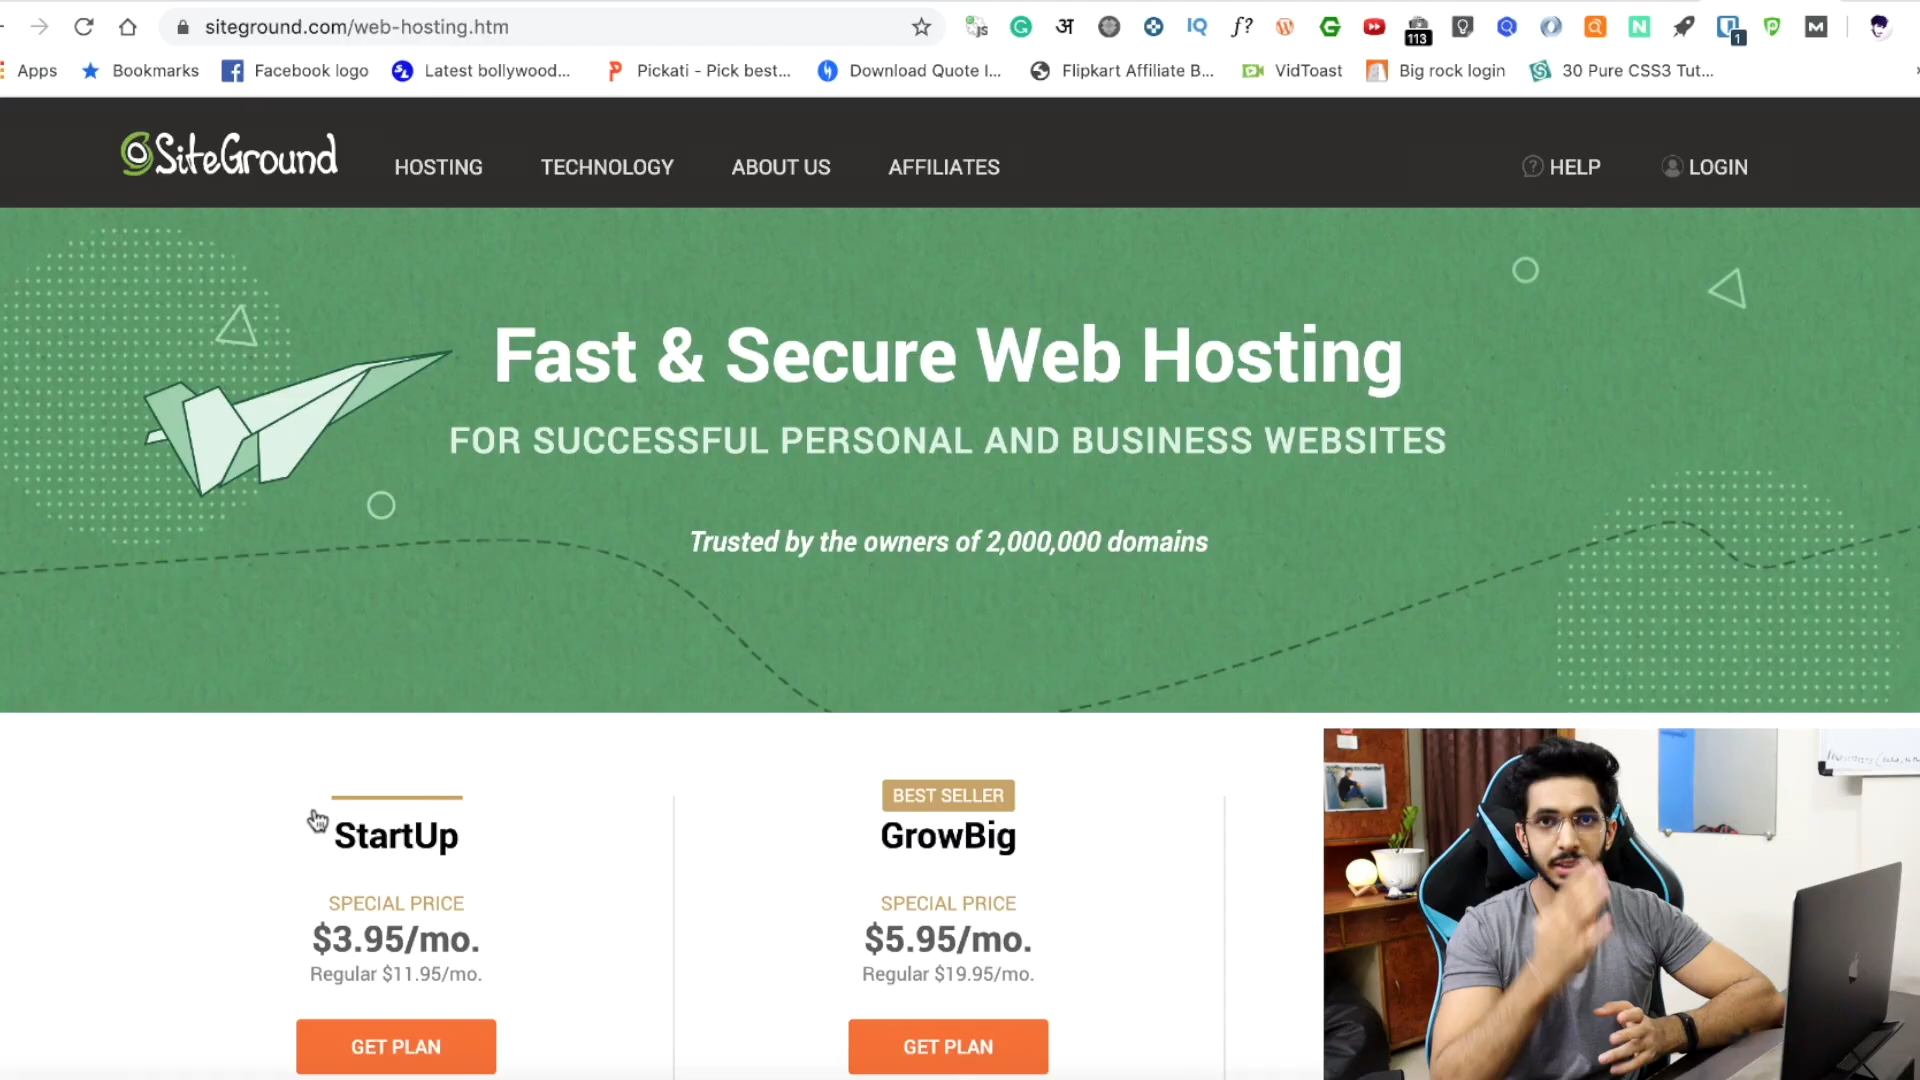 siteground.com/web-hosting.htm
js
अ
IQ
f?
113
1
Apps
Bookmarks
Facebook logo
Latest bollywood...
Pickati - Pick best...
Download Quote I...
Flipkart Affiliate B...
VidToast
Big rock login
30 Pure CSS3 Tut...
SiteGround
HOSTING
TECHNOLOGY
ABOUT US
AFFILIATES
HELP
LOGIN
Fast & Secure Web Hosting
FOR SUCCESSFUL PERSONAL AND BUSINESS WEBSITES
Trusted by the owners of 2,000,000 domains
StartUp
SPECIAL PRICE
$3.95/mo.
Regular $11.95/mo.
GET PLAN
BEST SELLER
GrowBig
SPECIAL PRICE
$5.95/mo.
Regular $19.95/mo.
GET PLAN